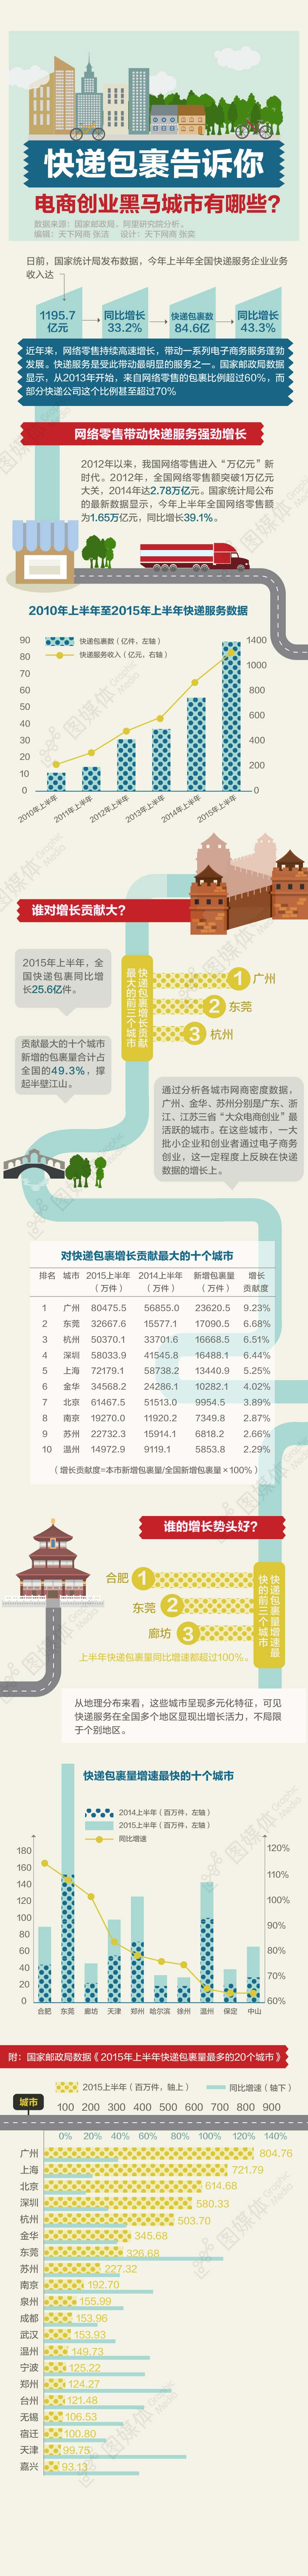 快递包裹告诉你
电商创业黑马城市有哪些?
数据来源：国家邮政局，阿里研究院分析。
编辑：天下网商 张洁 设计：天下网商 张奕
日前，国家统计局发布数据，今年上半年全国快递服务企业业务
收入达
1195.7
亿元
同比增长
33.2%
快递包裹数
84.6亿
同比增长
43.3%
近年来，网络零售持续高速增长，带动一系列电子商务服务蓬勃
发展。快递服务是受此带动最明显的服务之一。国家邮政局数据
显示，从2013年开始，来自网络零售的包裹比例超过60%，而
部分快递公司这个比例甚至超过70%
网络零售带动快递服务强劲增长
2012年以来，我国网络零售进入“万亿元”新
时代。2012年，全国网络零售额突破1万亿元
大关，2014年达2.78万亿元。国家统计局公布
的最新数据显示，今年上半年全国网络零售额
为1.65万亿元，同比增长39.1%。
2010年上半年至2015年上半年快递服务数据
快递包裹数（亿件，左轴）
快递服务收入（亿元，右轴）
90
80
70
60
50
40
30
20
10
0
1400
1000
800
600
400
200
0
2010年上半年
2011年上半年
2012年上半年
2013年上半年
2014年上半年
2015年上半年
谁对增长贡献大?
2015年上半年，全
国快递包裹同比增
长25.6亿件。
快递包裹增长贡献
最大的前三个城市
1 广州
2 东莞
3 杭州
贡献最大的十个城市
新增的包裹量合计占
全国的49.3%，撑
起半壁江山。
通过分析各城市网商密度数据，
广州、金华、苏州分别是广东、浙
江、江苏三省“大众电商创业”最
活跃的城市。在这些城市，一大
批小企业和创业者通过电子商务
创业，这一定程度上反映在快递
数据的增长上。
对快递包裹增长贡献最大的十个城市
排名 城市 2015上半年（万件） 2014上半年（万件） 新增包裹量（万件） 增长贡献度
1 广州 80475.5 56855.0 23620.5 9.23%
2 东莞 32667.6 15577.1 17090.5 6.68%
3 杭州 50370.1 33701.6 16668.5 6.51%
4 深圳 58033.9 41545.8 16488.1 6.44%
5 上海 72179.1 58738.2 13440.9 5.25%
6 金华 34568.2 24286.1 10282.1 4.02%
7 北京 61467.5 51513.0 9954.5 3.89%
8 南京 19270.0 11920.2 7349.8 2.87%
9 苏州 22732.3 15914.1 6818.2 2.66%
10 温州 14972.9 9119.1 5853.8 2.29%
（增长贡献度=本市新增包裹量/全国新增包裹量×100%）
谁的增长势头好?
合肥 1
东莞 2
廊坊 3
快递包裹量增速最
快的前三个城市
上半年快递包裹量同比增速都超过100%。
从地理分布来看，这些城市呈现多元化特征，可见
快递服务在全国多个地区显现出增长活力，不局限
于个别地区。
快递包裹量增速最快的十个城市
2014上半年（百万件，左轴）
2015上半年（百万件，左轴）
同比增速
180
160
140
120
100
80
60
40
20
0
120%
110%
100%
90%
80%
70%
60%
合肥 东莞 廊坊 天津 郑州 哈尔滨 徐州 温州 保定 中山
附：国家邮政局数据《2015年上半年快递包裹量最多的20个城市》
2015上半年（百万件，轴上） 同比增速（轴下）
城市
100 200 300 400 500 600 700 800 900
0% 20% 40% 60% 80% 100% 120% 140%
广州 804.76
上海 721.79
北京 614.68
深圳 580.33
杭州 503.70
金华 345.68
东莞 326.68
苏州 227.32
南京 192.70
泉州 155.99
成都 153.96
武汉 153.93
温州 149.73
宁波 125.22
郑州 124.27
台州 121.48
无锡 106.53
宿迁 100.80
天津 99.75
嘉兴 93.13
图媒体 Graphic Media